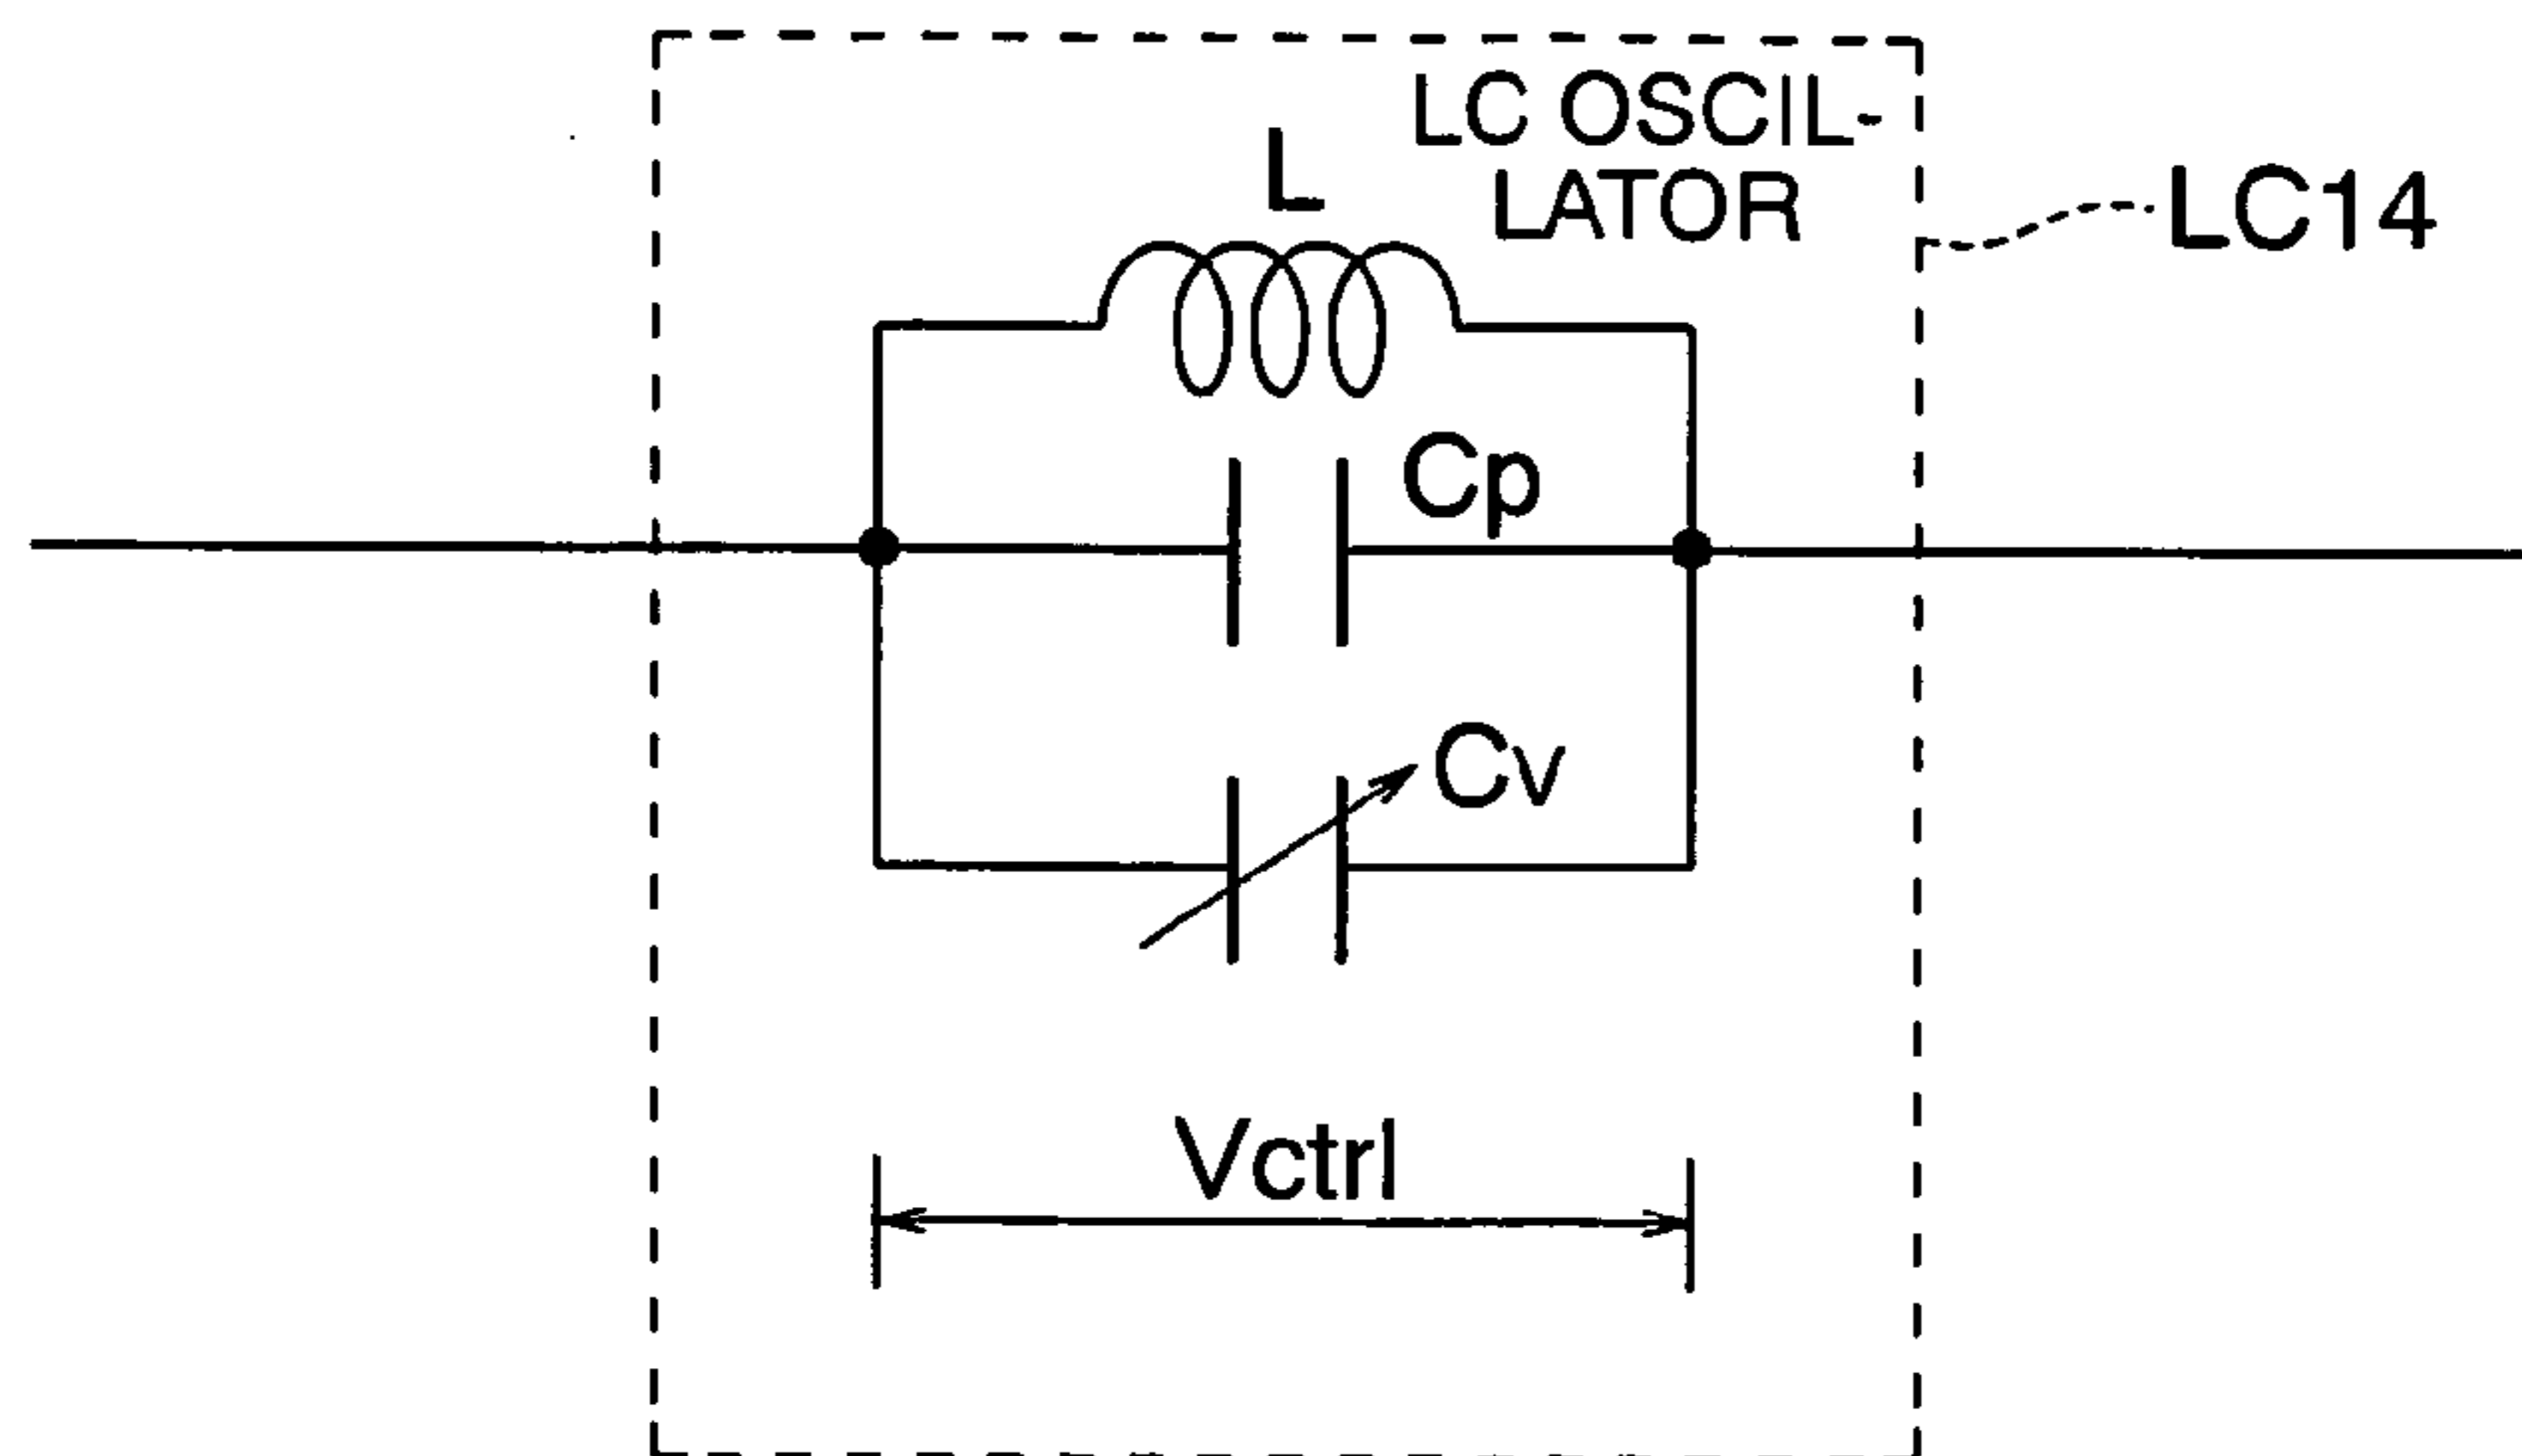 LC OSCIL-
LATOR
L
LC14
Cp
Cv
Vctrl